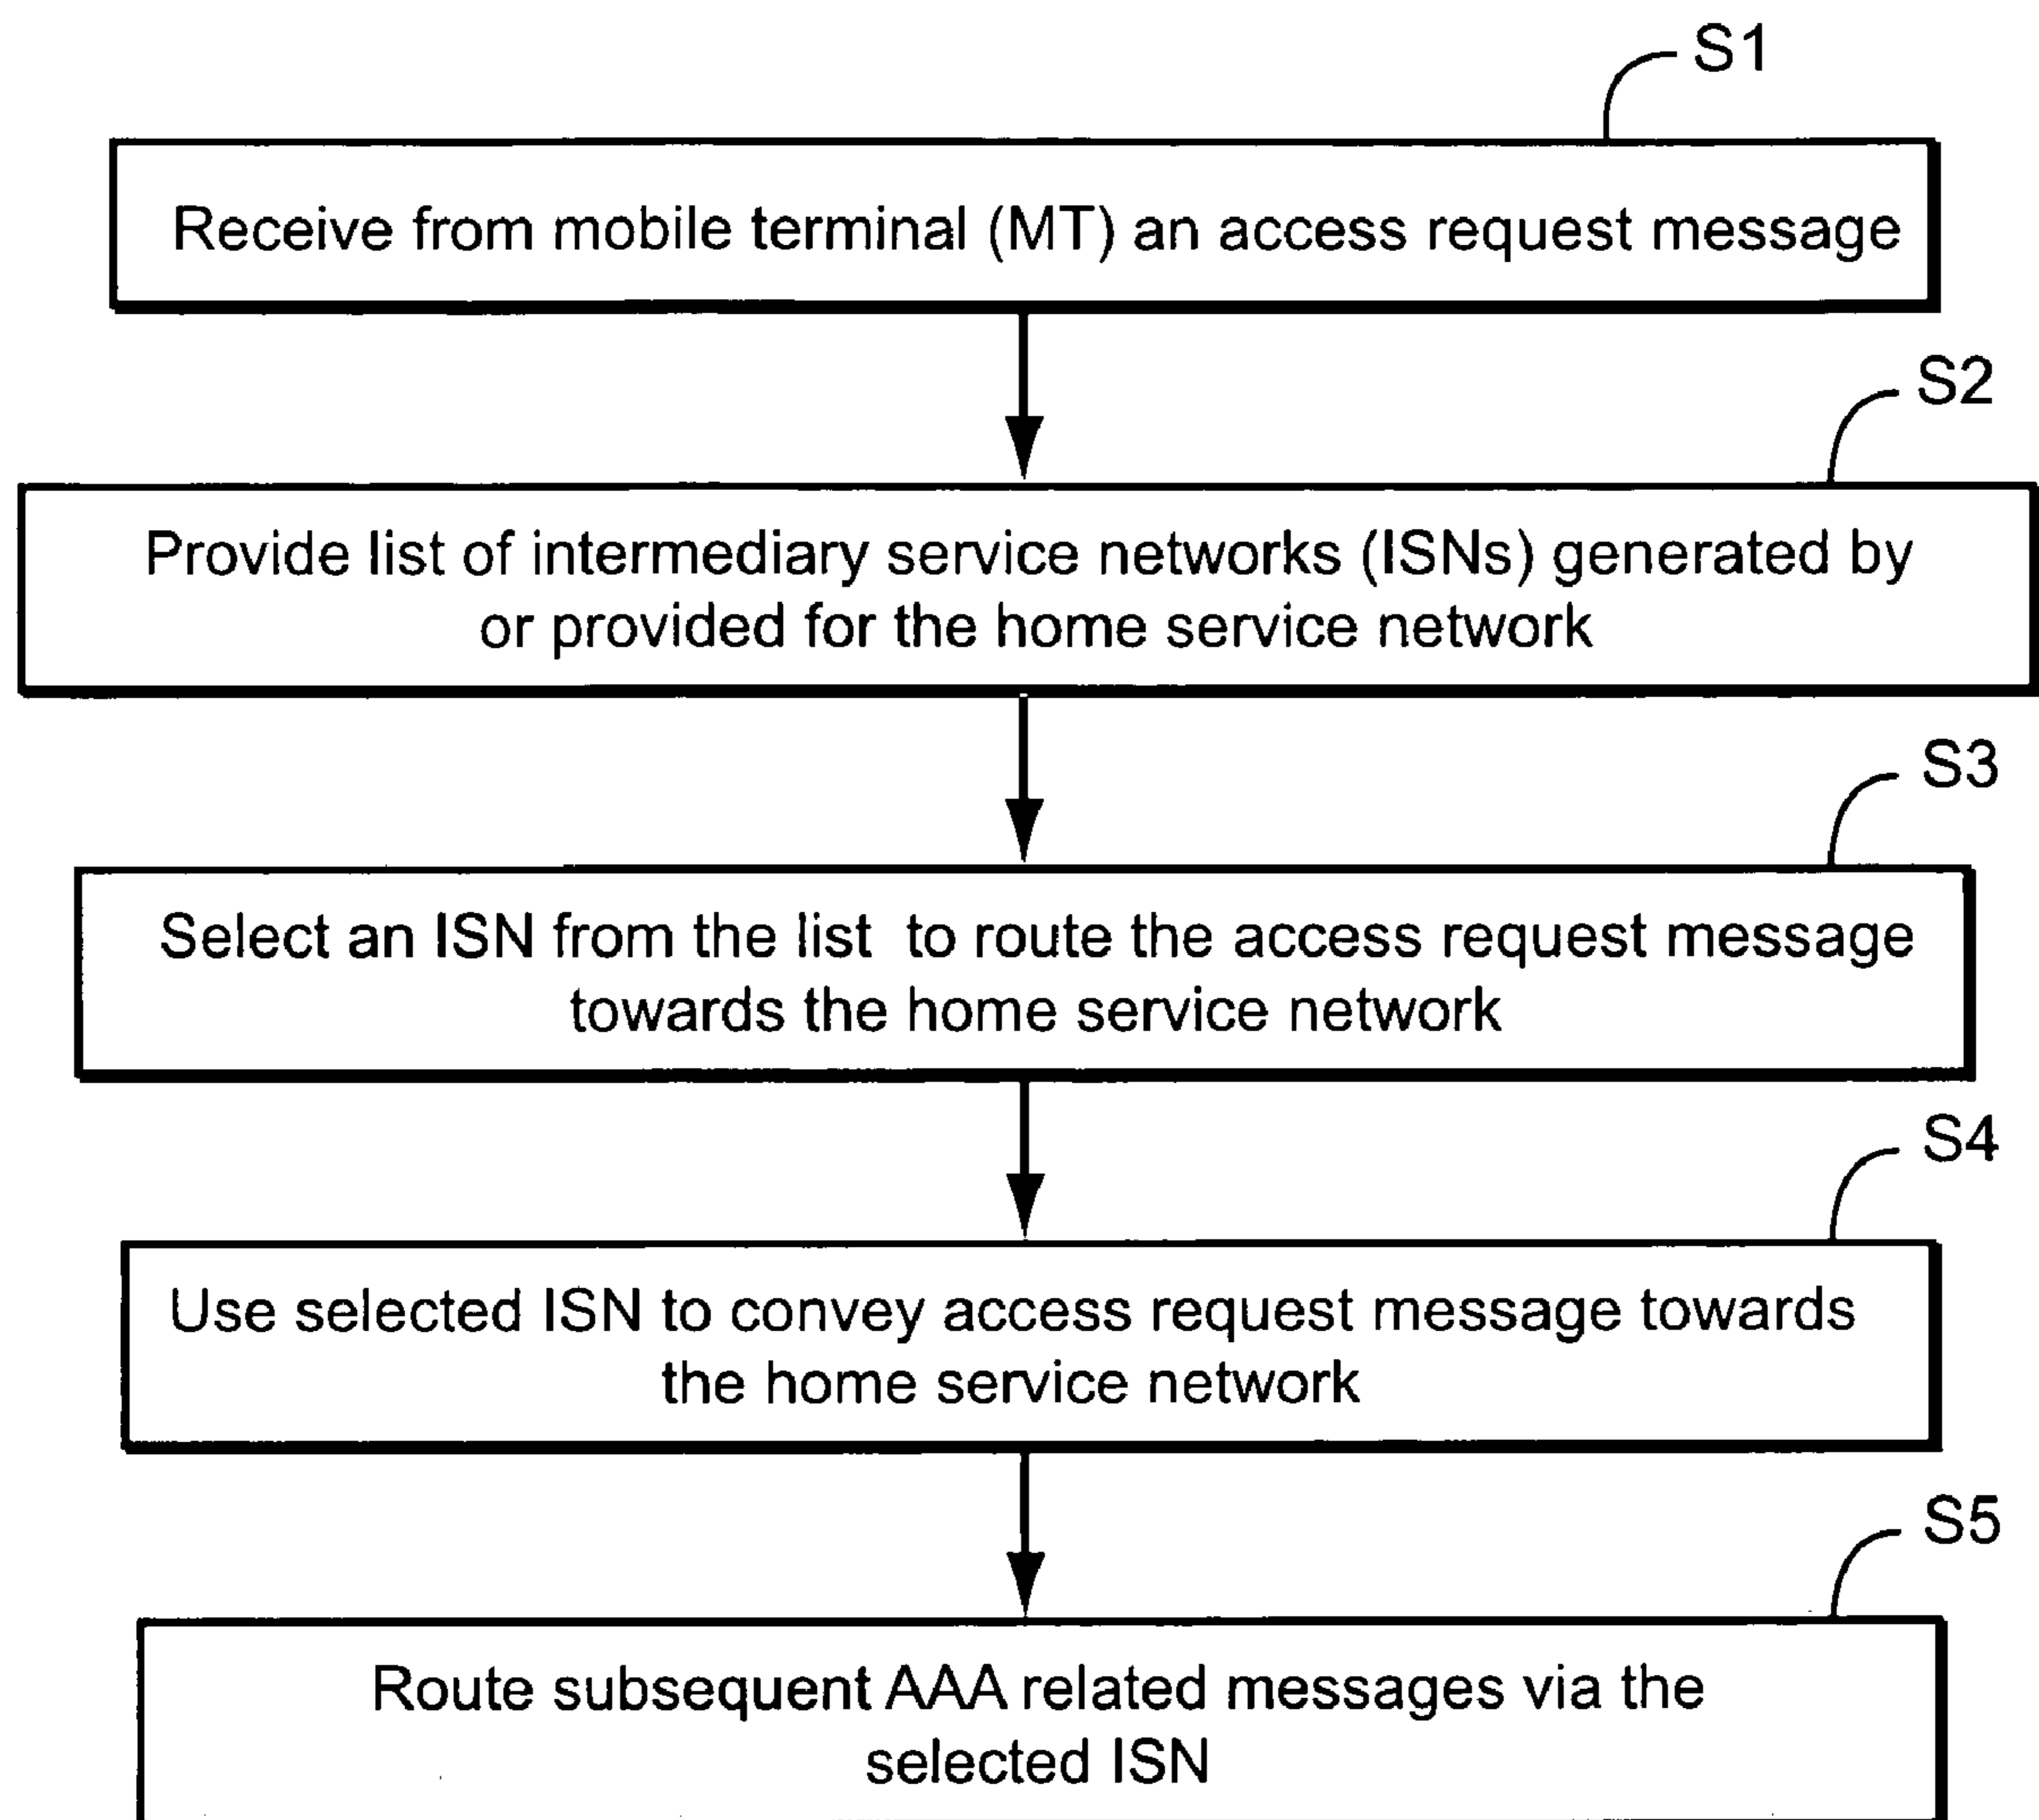 S1
Receive from mobile terminal (MT) an access request message
S2
Provide list of intermediary service networks (ISNs) generated by
or provided for the home service network
S3
Select an ISN from the list to route the access request message
towards the home service network
S4
Use selected ISN to convey access request message towards
the home service network
S5
Route subsequent AAA related messages via the
selected ISN